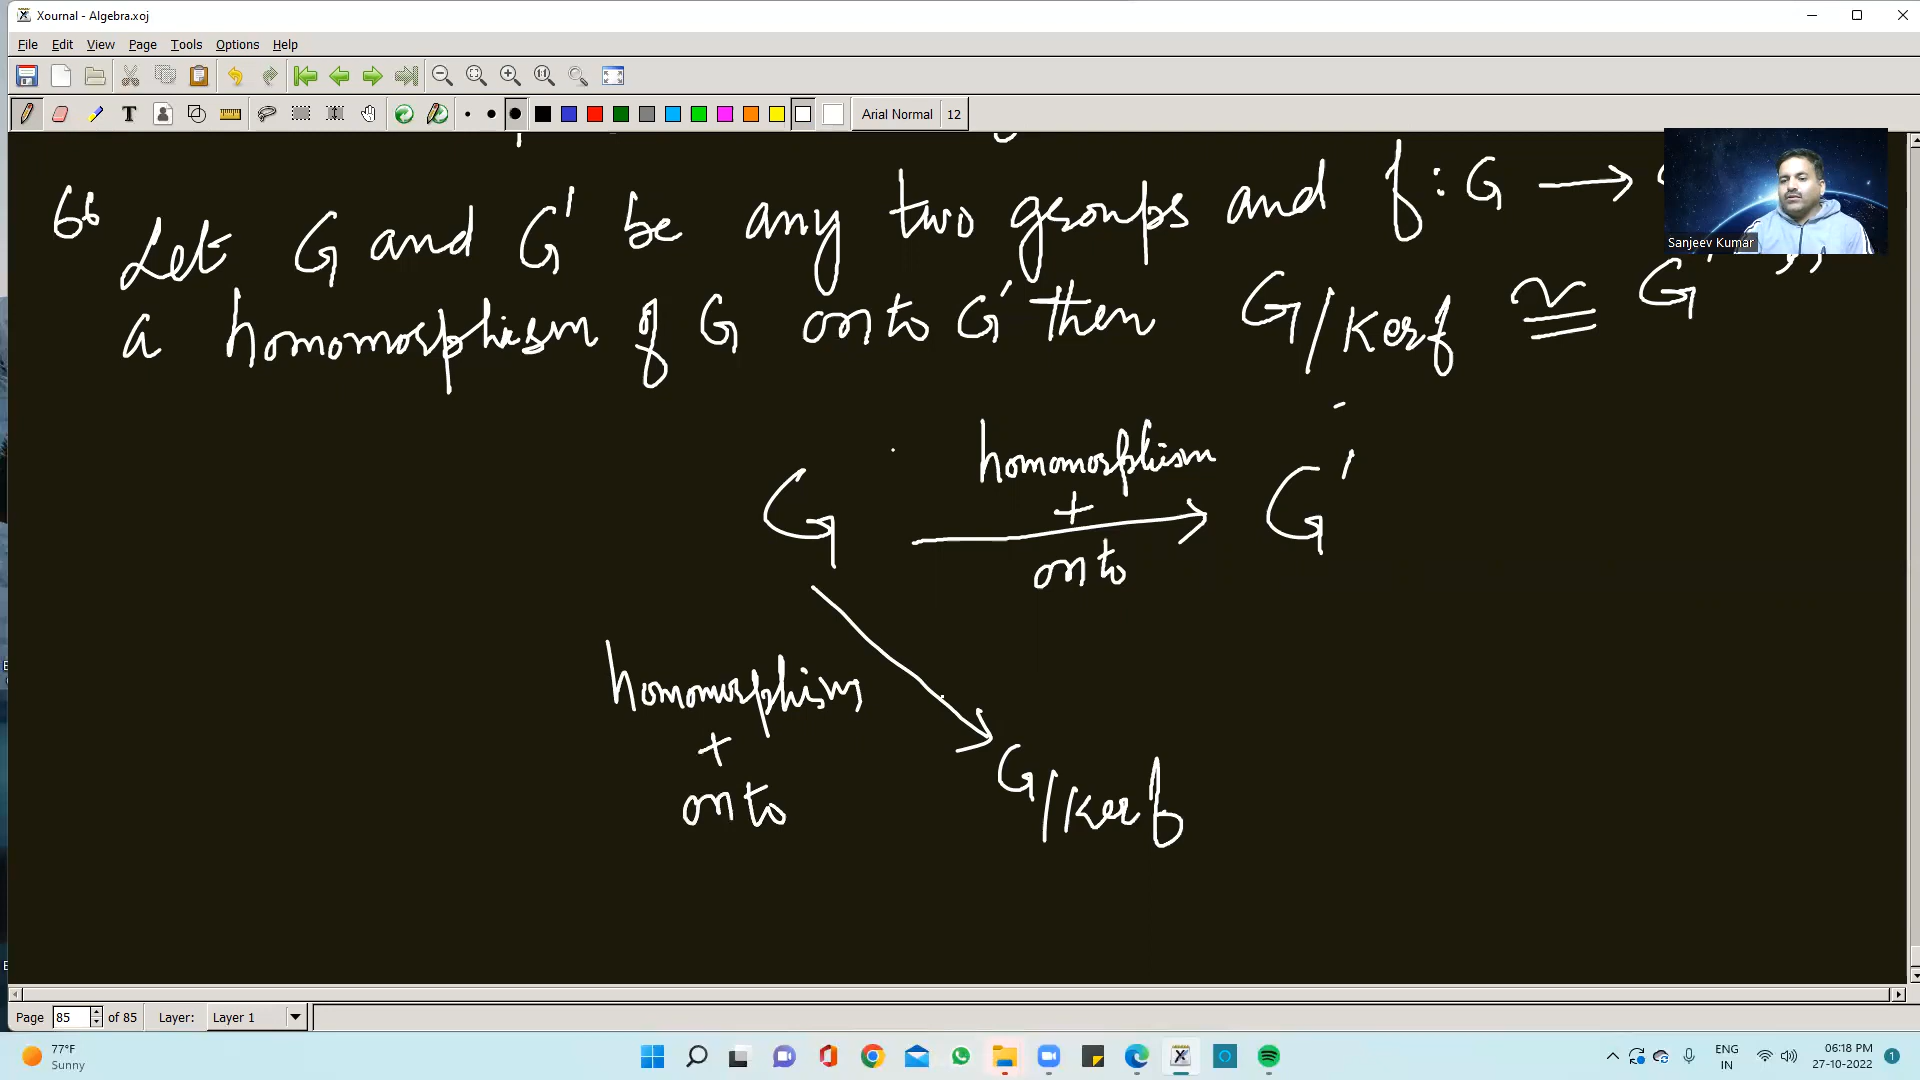 Xournal - Algebra.xoj
File Edit View Page Tools Options Help
Arial Normal 12
“ Let G and G' be any two groups and f : G →
a homomorphism of G onto G' then G/Kerf ≅ G' ”
Sanjeev Kumar
homomorphism
G + G'
onto
homomorphism
+
onto
G/Kerf
Page 85 of 85 Layer: Layer 1
77°F
Sunny
ENG
IN
06:18 PM
27-10-2022
1